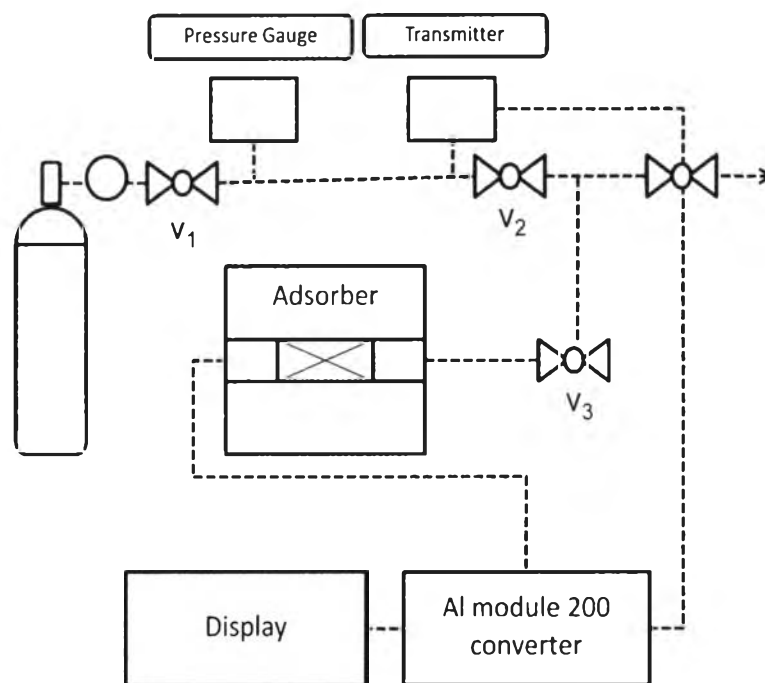 Pressure Gauge
Transmitter
V1
V2
Adsorber
V3
Display
Al module 200
converter